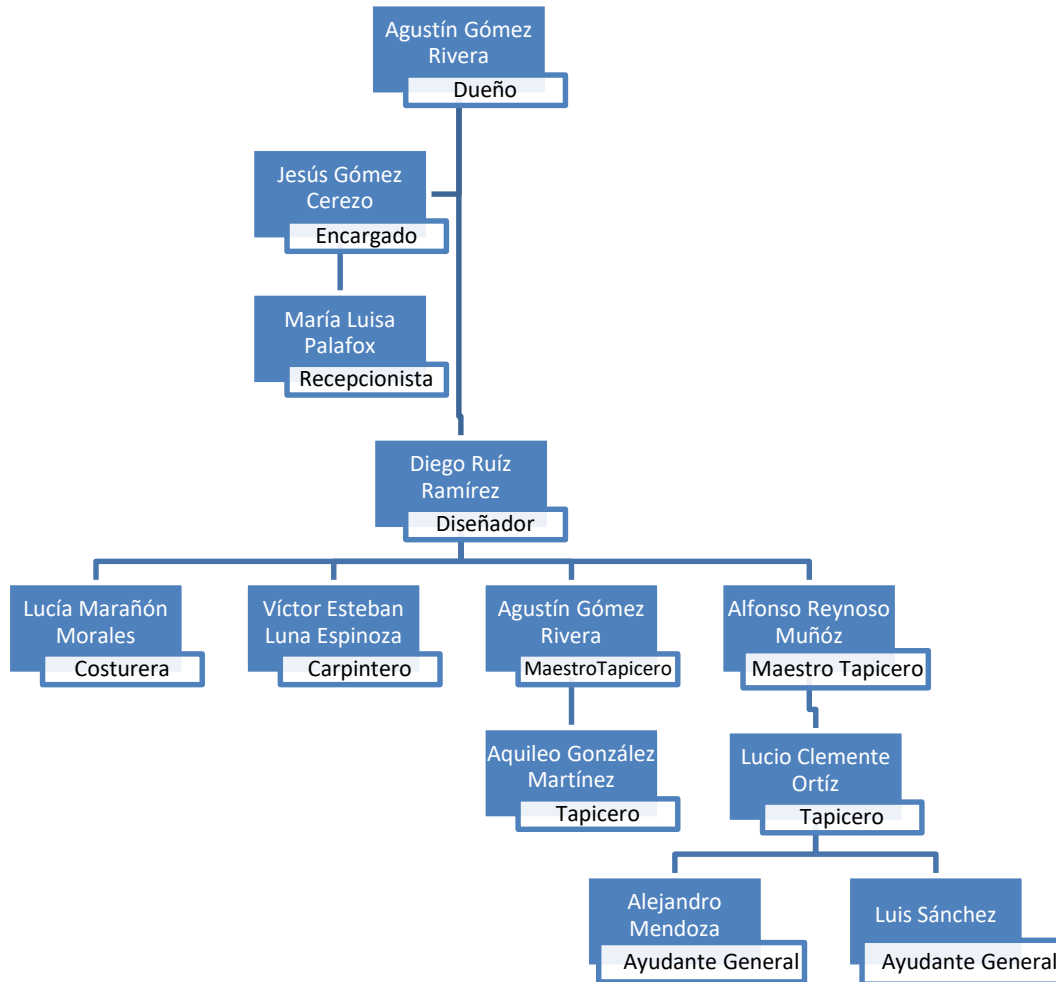 Agustín Gómez
Rivera
Dueño
Jesús Gómez
Cerezo
Encargado
María Luisa
Palafox
Recepcionista
Diego Ruíz
Ramírez
Diseñador
Lucía Marañón
Morales
Costurera
Víctor Esteban
Luna Espinoza
Carpintero
Agustín Gómez
Rivera
MaestroTapicero
Alfonso Reynoso
Muñóz
Maestro Tapicero
Aquileo González
Martínez
Tapicero
Lucio Clemente
Ortíz
Tapicero
Alejandro
Mendoza
Ayudante General
Luis Sánchez
Ayudante General